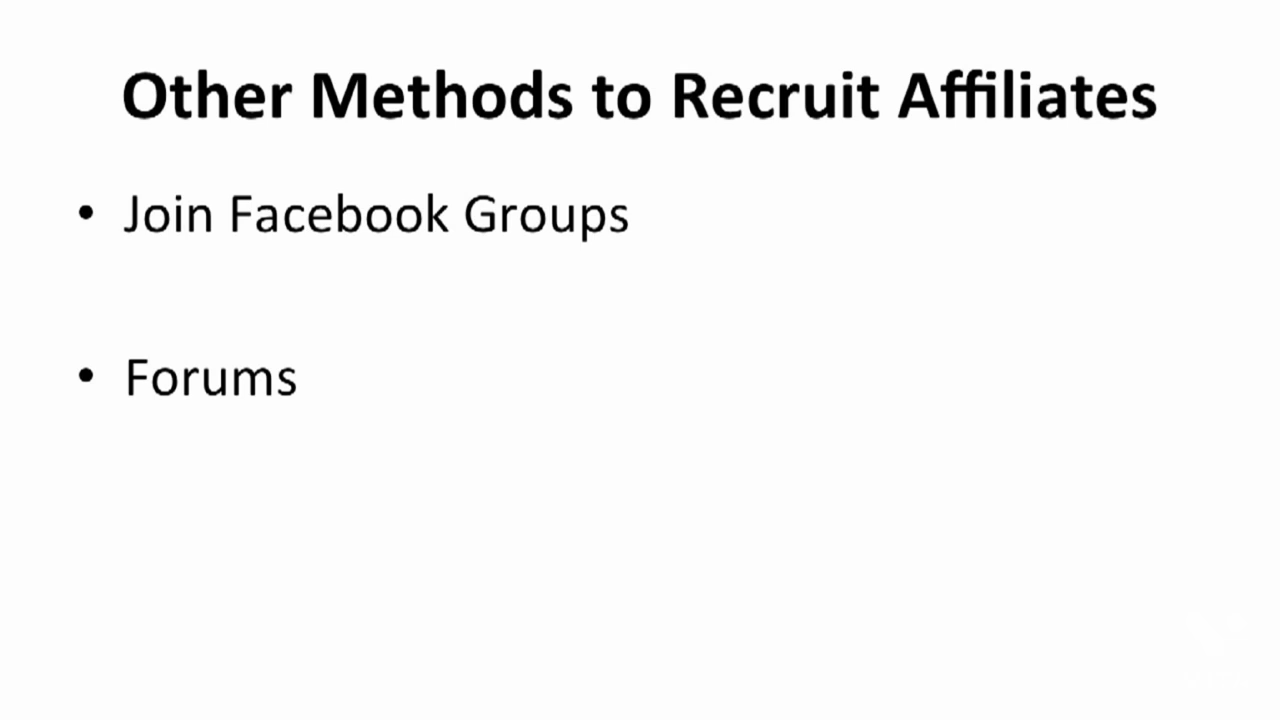 Other Methods to Recruit Affiliates
• Join Facebook Groups
• Forums